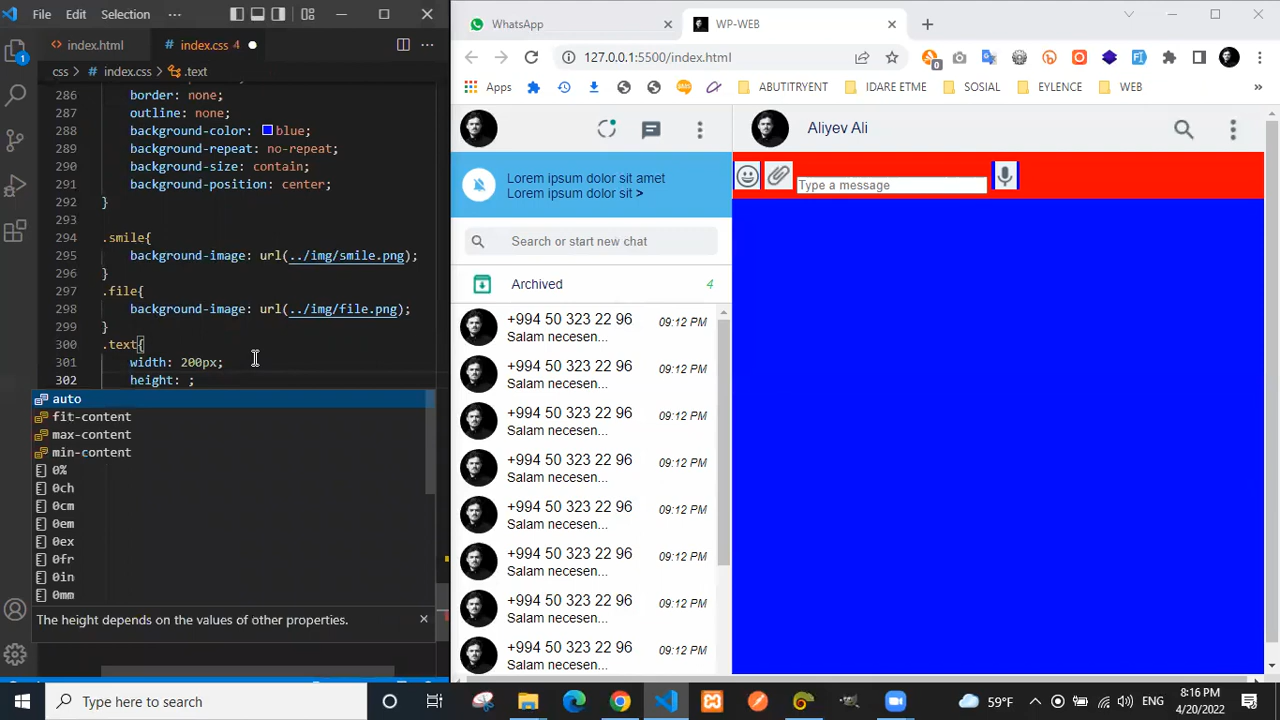 File Edit
WhatsApp
WP-WEB
index.html
index.css 4
127.0.0.1:5500/index.html
css > index.css > .text
Apps
ABUTITRYENT
IDARE ETME
SOSIAL
EYLENCE
WEB
»
286 border: none;
287 outline: none;
288 background-color: blue;
289 background-repeat: no-repeat;
290 background-size: contain;
291 background-position: center;
292 }
293
294 .smile{
295 background-image: url(../img/smile.png);
296 }
297 .file{
298 background-image: url(../img/file.png);
299 }
300 .text{
301 width: 200px;
302 height: ;
auto
fit-content
max-content
min-content
0%
0ch
0cm
0em
0ex
0fr
0in
0mm
The height depends on the values of other properties.
Aliyev Ali
Lorem ipsum dolor sit amet
Lorem ipsum dolor sit >
Type a message
Search or start new chat
Archived 4
+994 50 323 22 96 09:12 PM
Salam necesen...
+994 50 323 22 96 09:12 PM
Salam necesen...
+994 50 323 22 96 09:12 PM
Salam necesen...
+994 50 323 22 96 09:12 PM
Salam necesen...
+994 50 323 22 96 09:12 PM
Salam necesen...
+994 50 323 22 96 09:12 PM
Salam necesen...
+994 50 323 22 96 09:12 PM
Salam necesen...
+994 50 323 22 96 09:12 PM
Salam necesen...
Type here to search
59°F
ENG
8:16 PM
4/20/2022